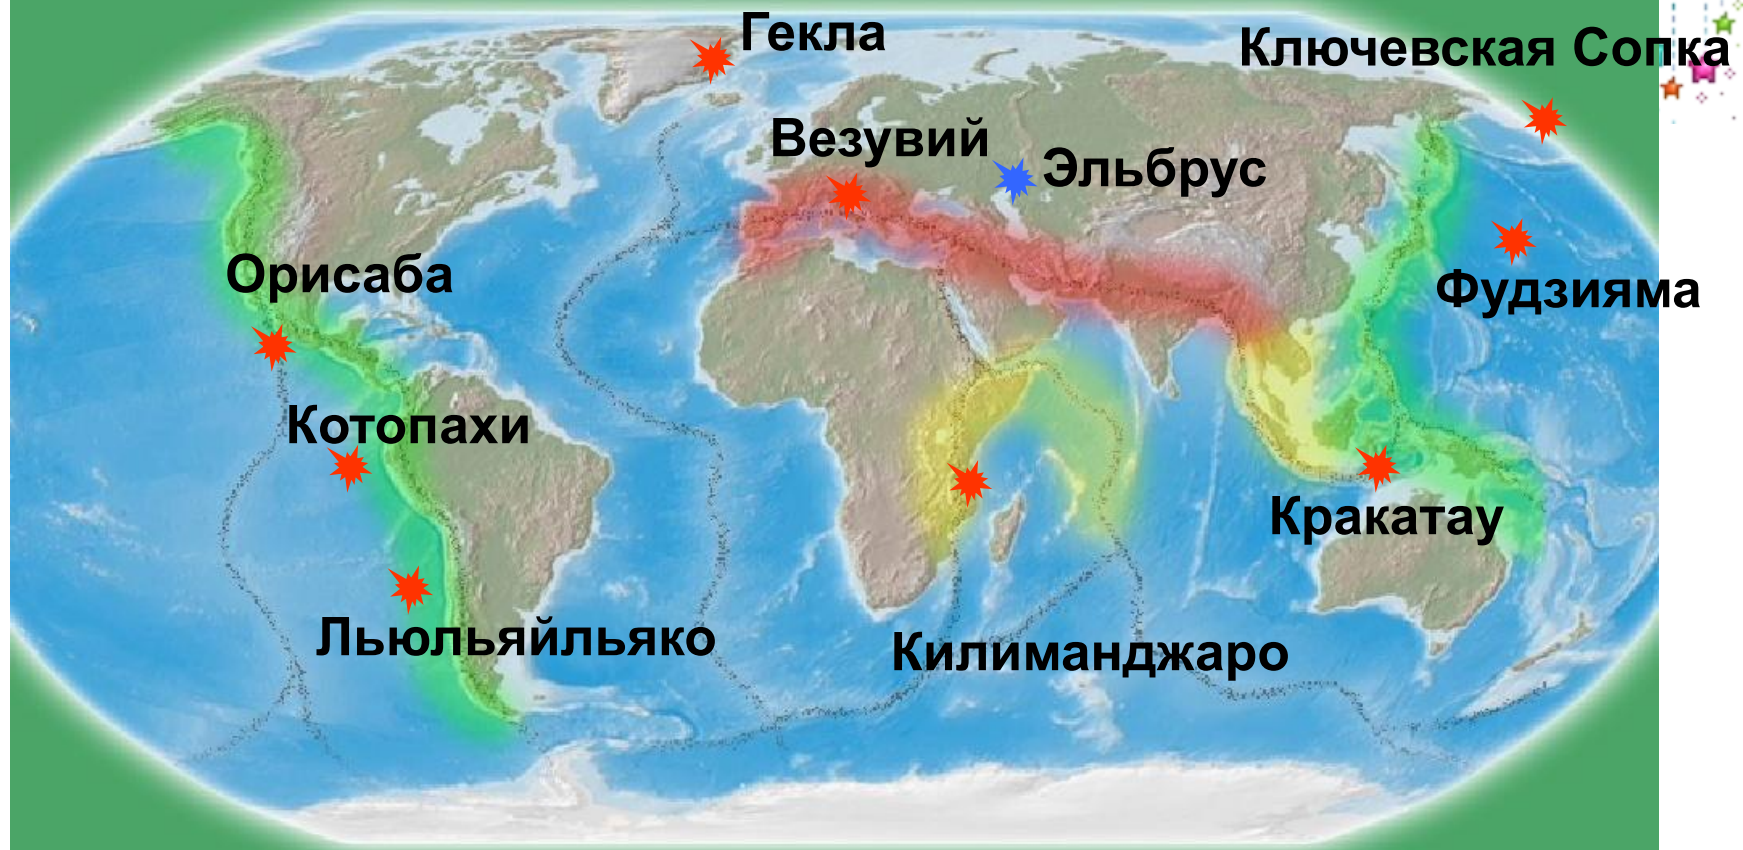 Гекла
Ключевская Сопка
Везувий
Эльбрус
Орисаба
Фудзияма
Котопахи
Кракатау
Льюльяйльяко
Килиманджаро